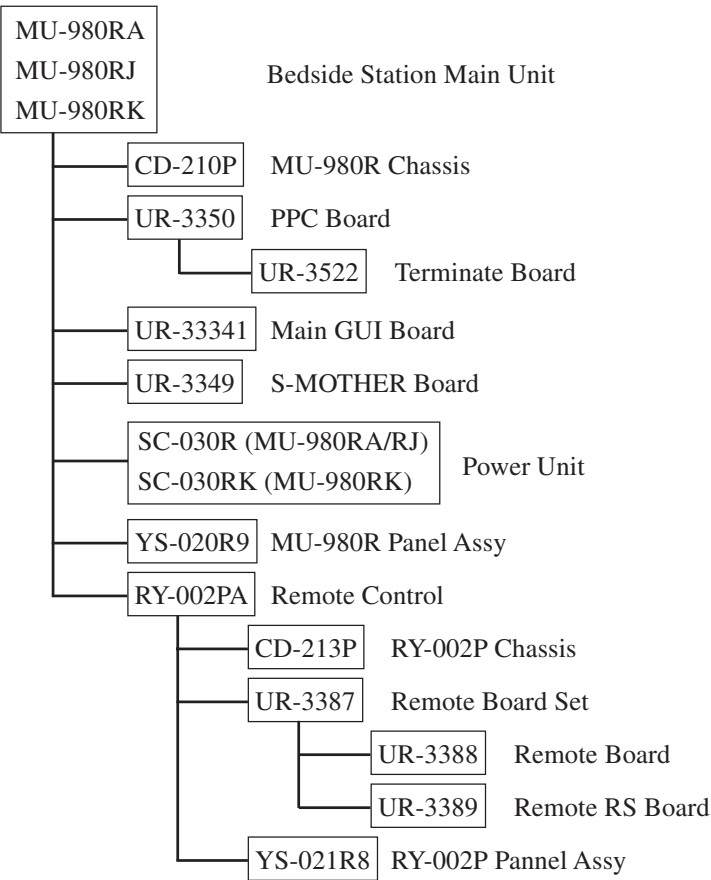 MU-980RA
MU-980RJ
MU-980RK
Bedside Station Main Unit
CD-210P MU-980R Chassis
UR-3350 PPC Board
UR-3522 Terminate Board
UR-33341 Main GUI Board
UR-3349 S-MOTHER Board
SC-030R (MU-980RA/RJ)
SC-030RK (MU-980RK)
Power Unit
YS-020R9 MU-980R Panel Assy
RY-002PA Remote Control
CD-213P RY-002P Chassis
UR-3387 Remote Board Set
UR-3388 Remote Board
UR-3389 Remote RS Board
YS-021R8 RY-002P Pannel Assy